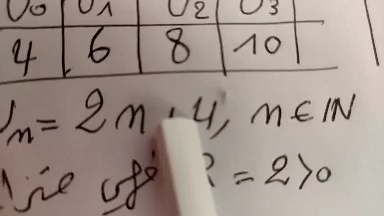 U0 U1 U2 U3
4 6 8 10
Un = 2n + 4, n ∈ IN
= 2>0